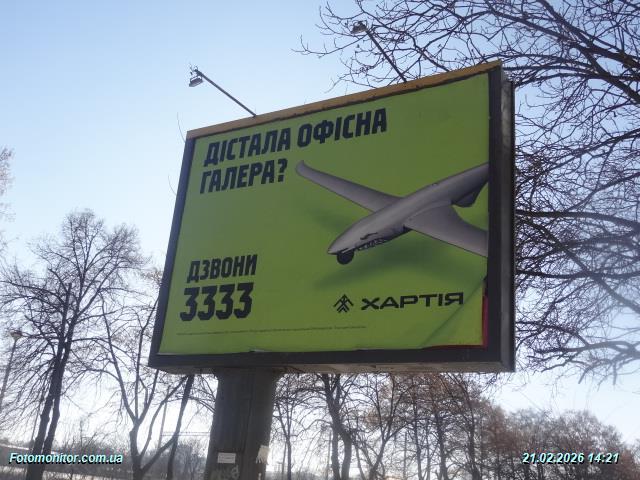 ДІСТАЛА ОФІСНА
ГАЛЕРА?
ДЗВОНИ
3333
ХАРТІЯ
Fotomonitor.com.ua
21.02.2026 14:21